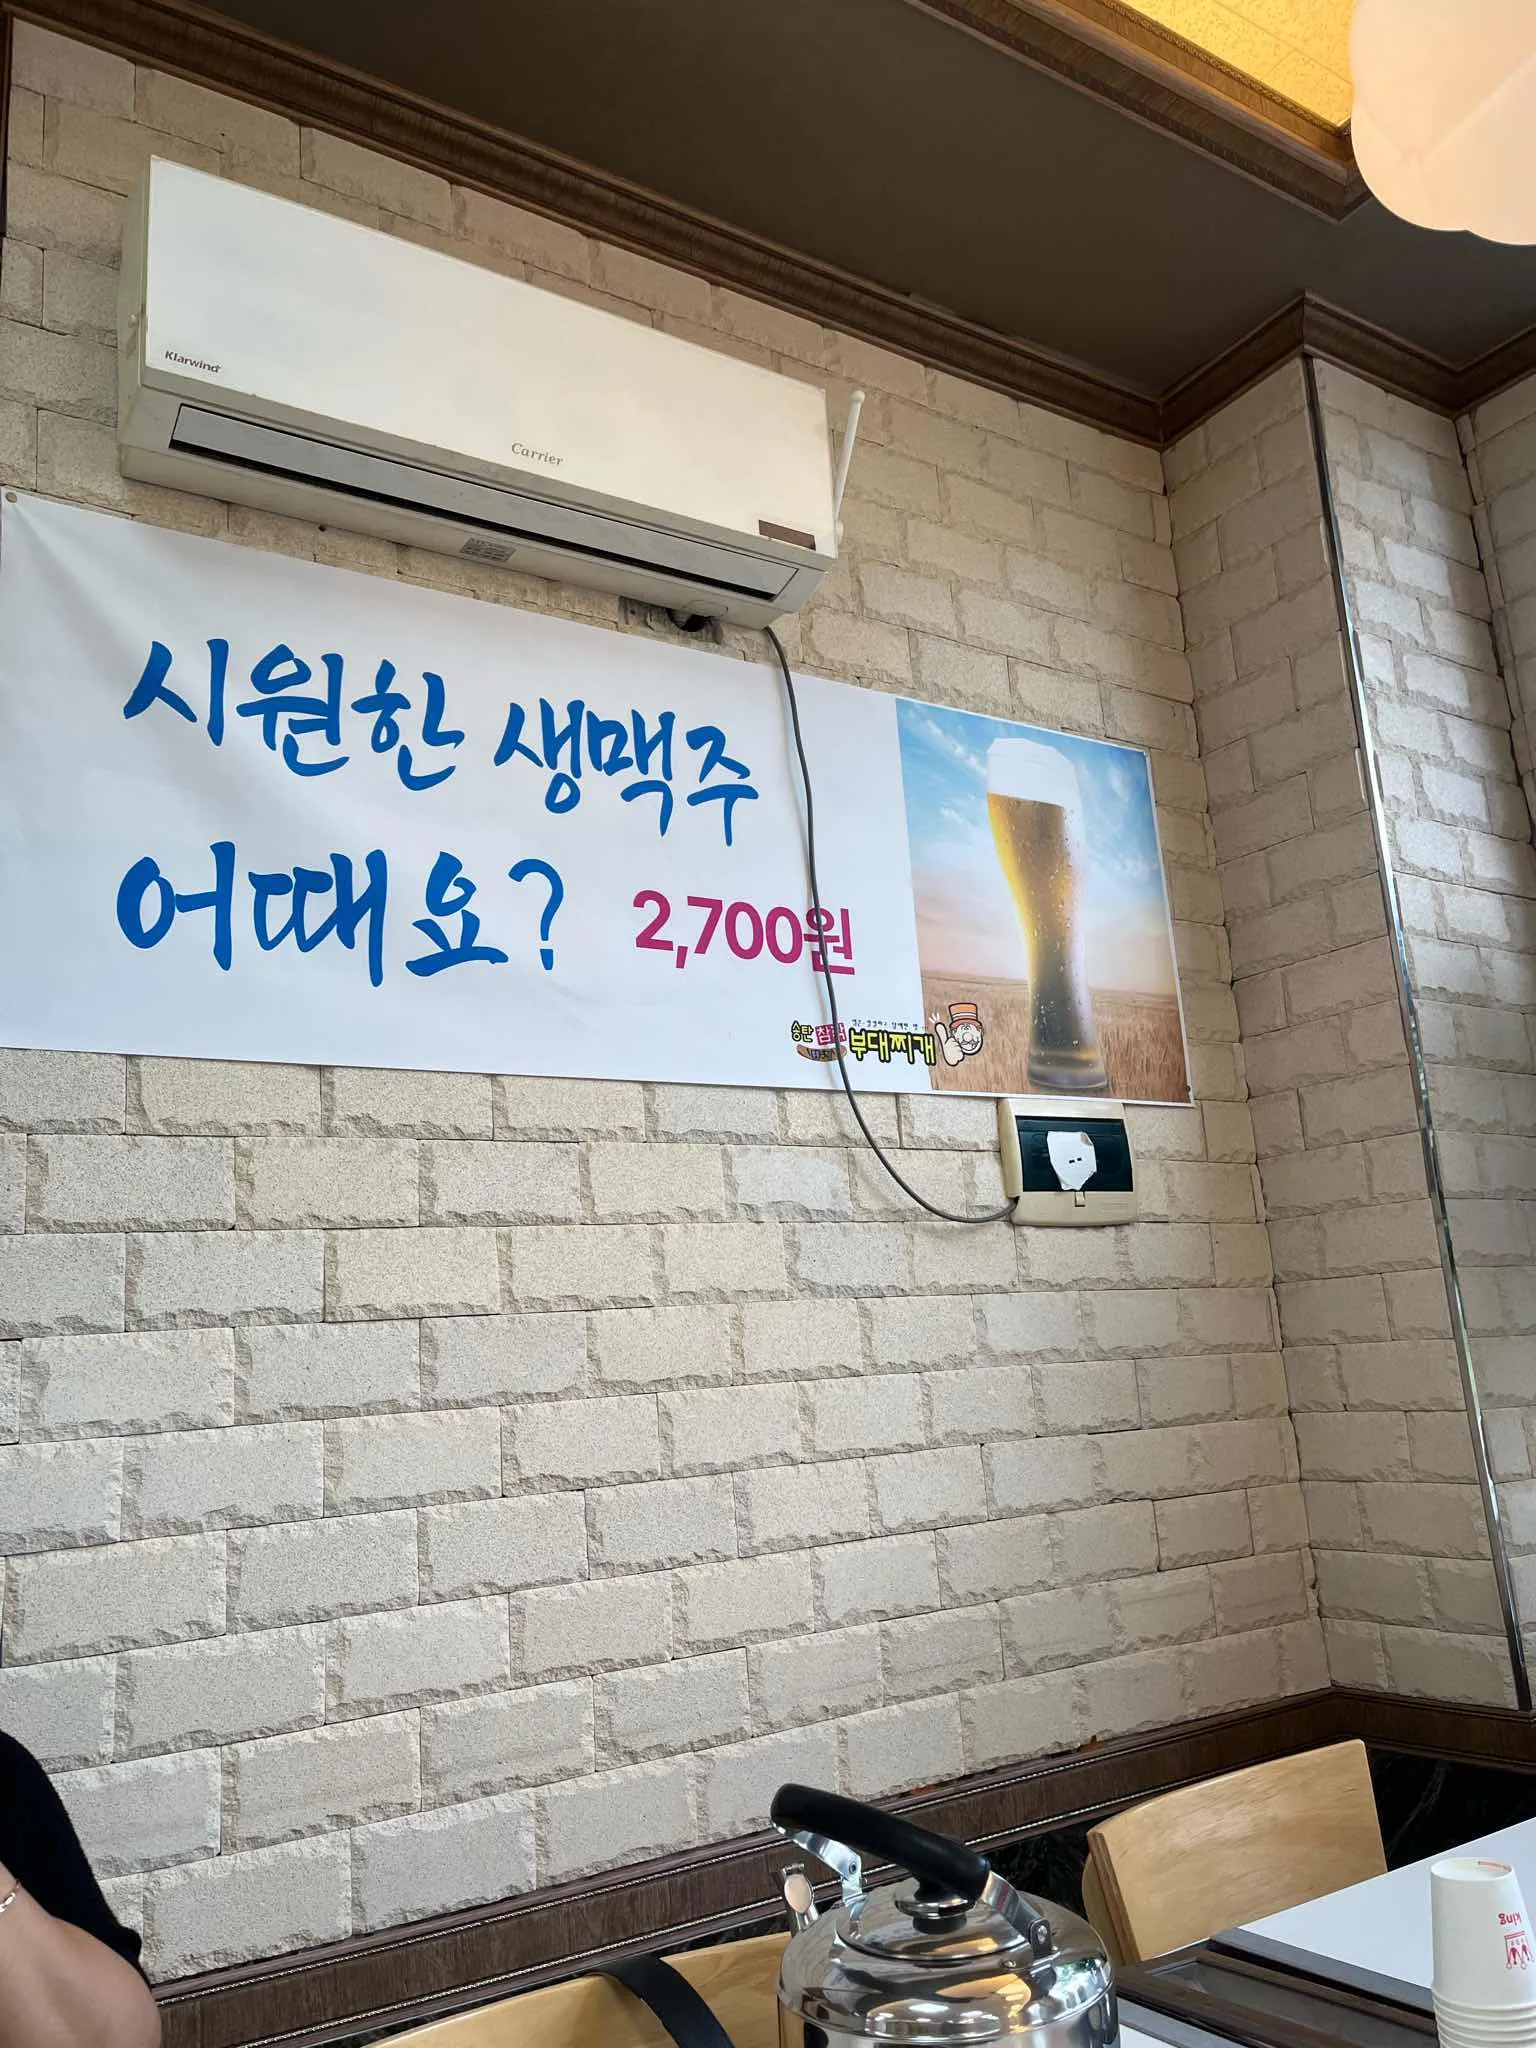 Klarwind
Carrier
시원한 생맥주
어때요? 2,700원
송탄
부대찌개
king